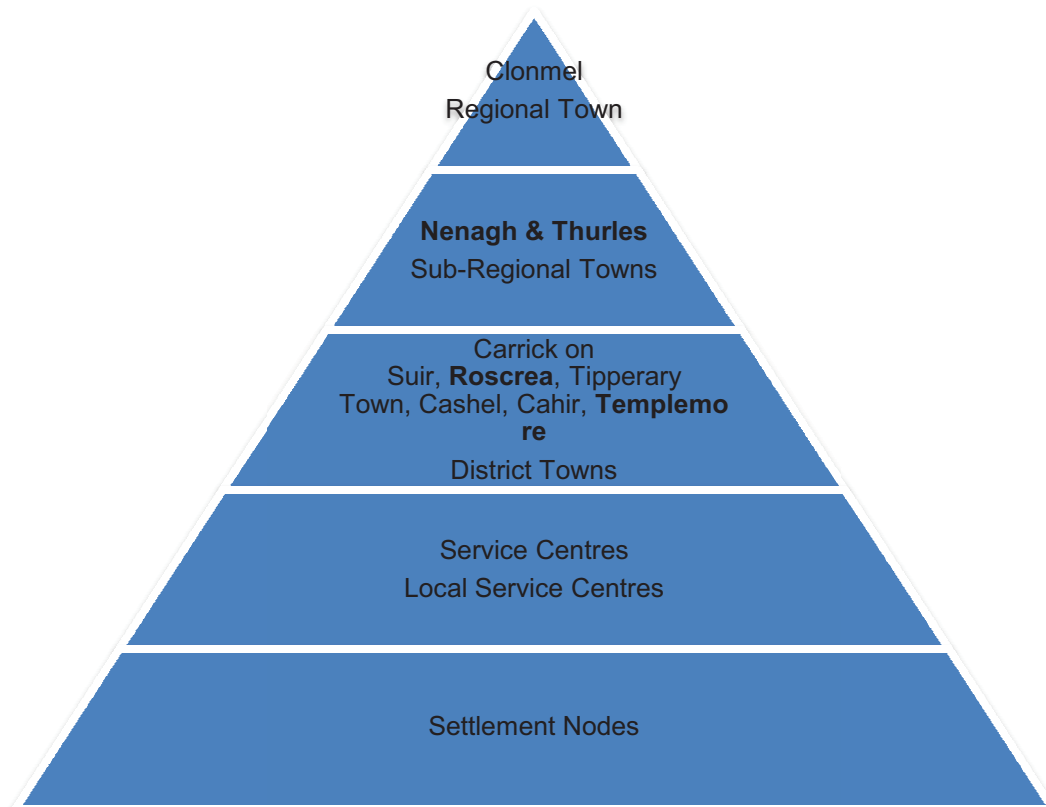 Clonmel
Regional Town
Nenagh & Thurles
Sub-Regional Towns
Carrick on
Suir, Roscrea, Tipperary
Town, Cashel, Cahir, Templemo
re
District Towns
Service Centres
Local Service Centres
Settlement Nodes